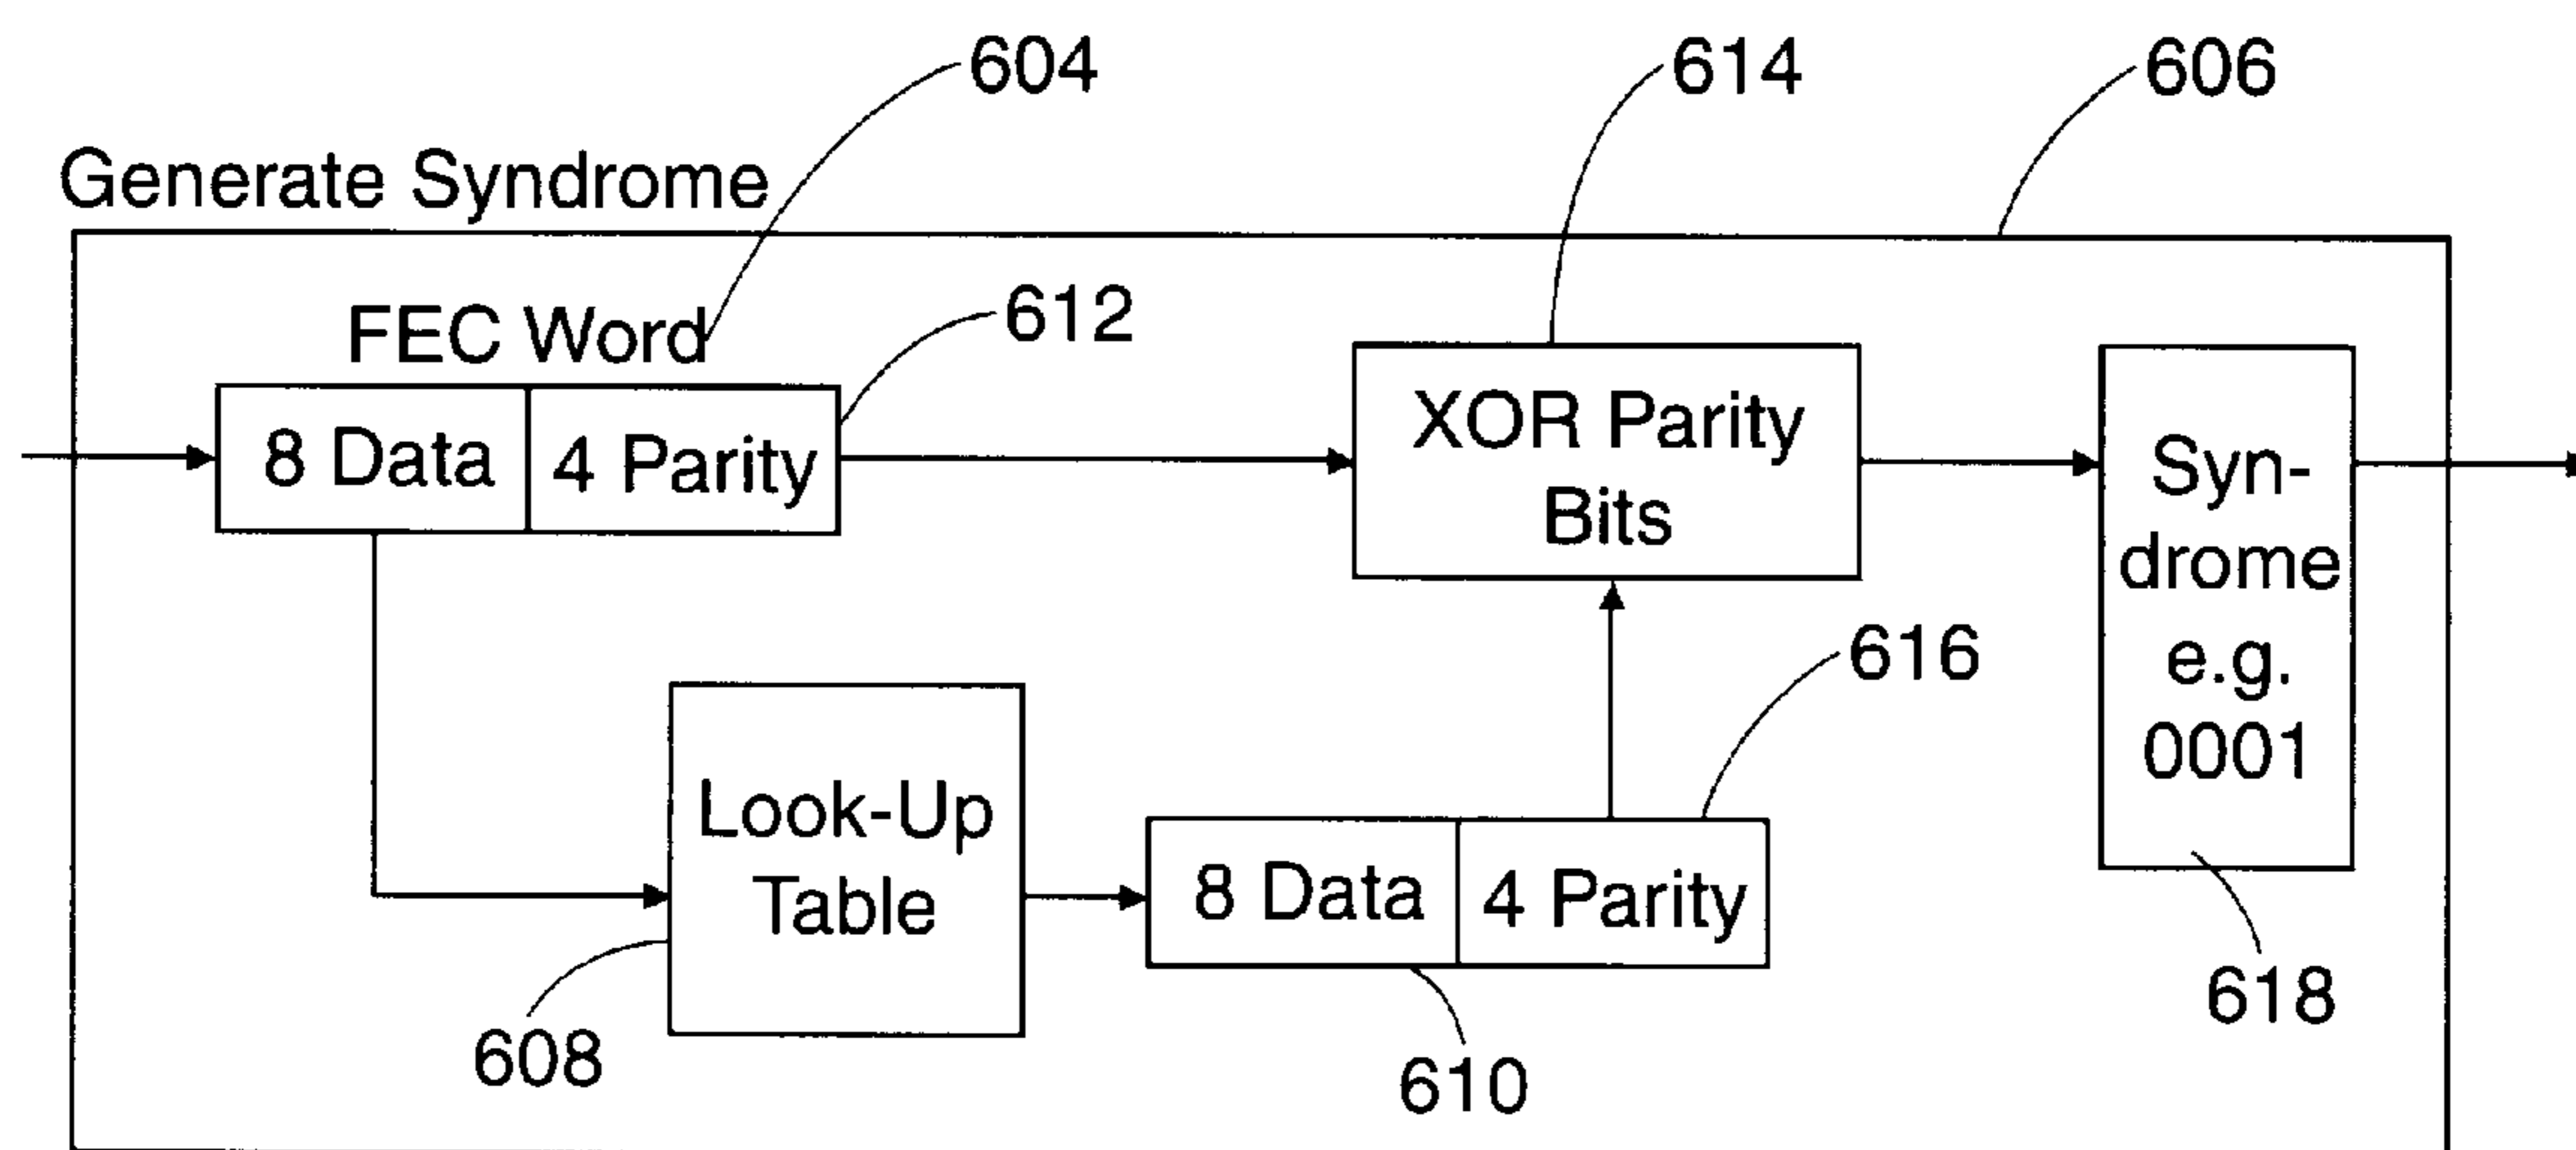 604
614
606
Generate Syndrome
FEC Word
612
8 Data
4 Parity
XOR Parity
Bits
Syn-
drome
e.g.
0001
616
Look-Up
Table
8 Data
4 Parity
608
610
618